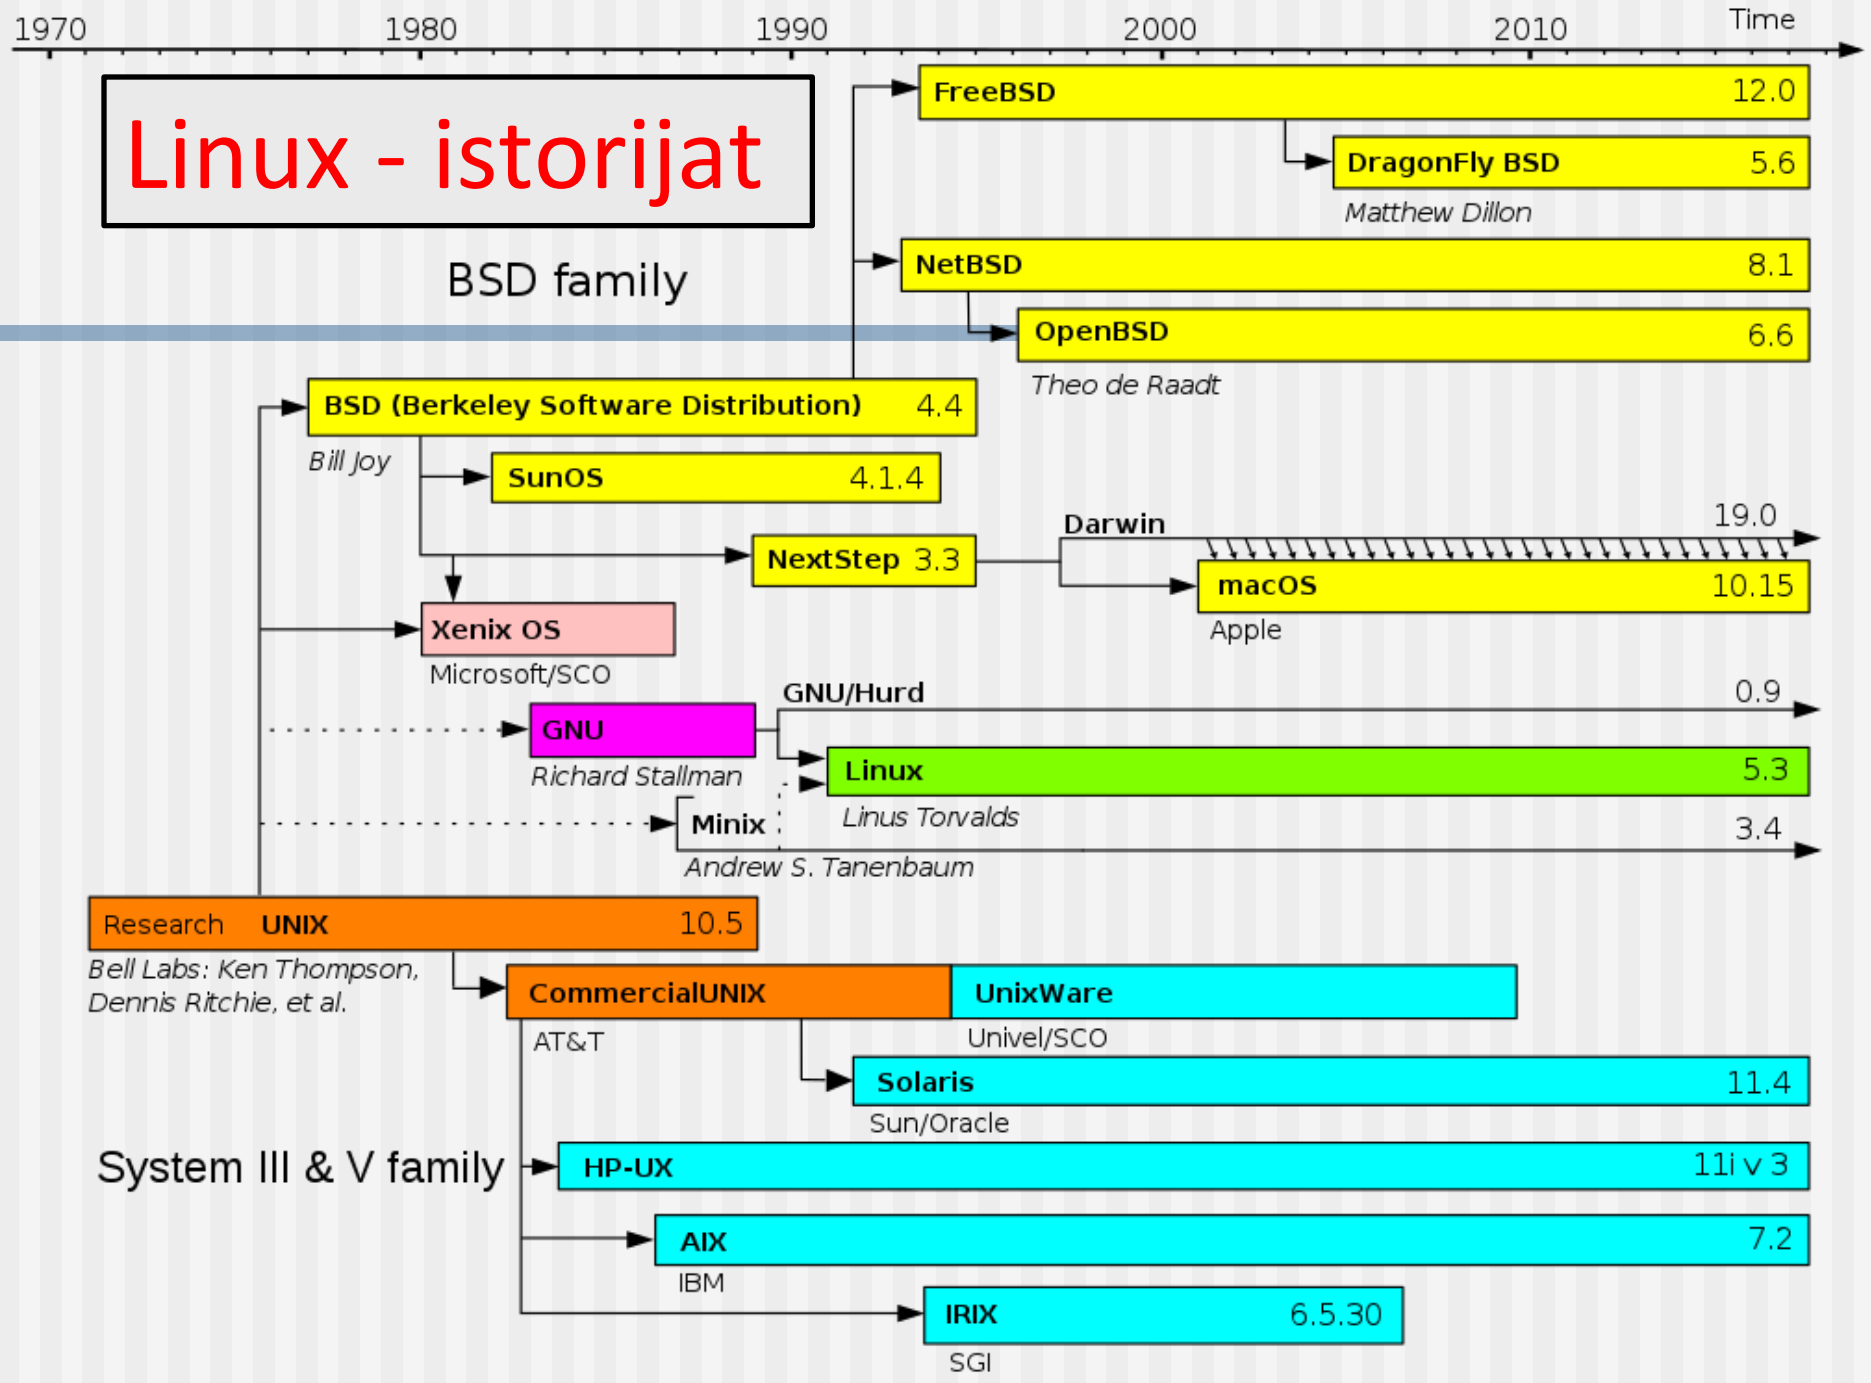 1970 1980 1990 2000 2010 Time
Linux - istorijat
FreeBSD 12.0
DragonFly BSD 5.6
Matthew Dillon
BSD family
NetBSD 8.1
OpenBSD 6.6
Theo de Raadt
BSD (Berkeley Software Distribution) 4.4
Bill Joy
SunOS 4.1.4
Darwin 19.0
NextStep 3.3
macOS 10.15
Apple
Xenix OS
Microsoft/SCO
GNU/Hurd 0.9
GNU
Richard Stallman
Linux 5.3
Linus Torvalds
Minix 3.4
Andrew S. Tanenbaum
Research UNIX 10.5
Bell Labs: Ken Thompson,
Dennis Ritchie, et al.
CommercialUNIX UnixWare
AT&T Univel/SCO
Solaris 11.4
Sun/Oracle
System III & V family
HP-UX 11i v 3
AIX 7.2
IBM
IRIX 6.5.30
SGI